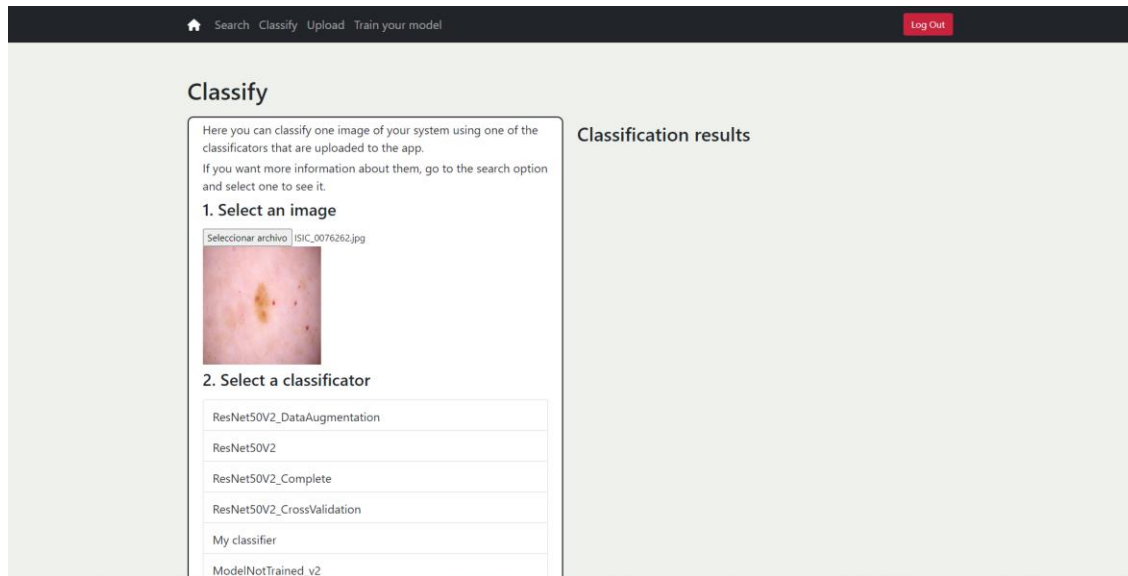 Search Classify Upload Train your model Log Out
Classify
Here you can classify one image of your system using one of the
classificators that are uploaded to the app.
If you want more information about them, go to the search option
and select one to see it.
1. Select an image
Seleccionar archivo ISIC_0076262.jpg
2. Select a classificator
ResNet50V2_DataAugmentation
ResNet50V2
ResNet50V2_Complete
ResNet50V2_CrossValidation
My classifier
ModelNotTrained_v2
Classification results